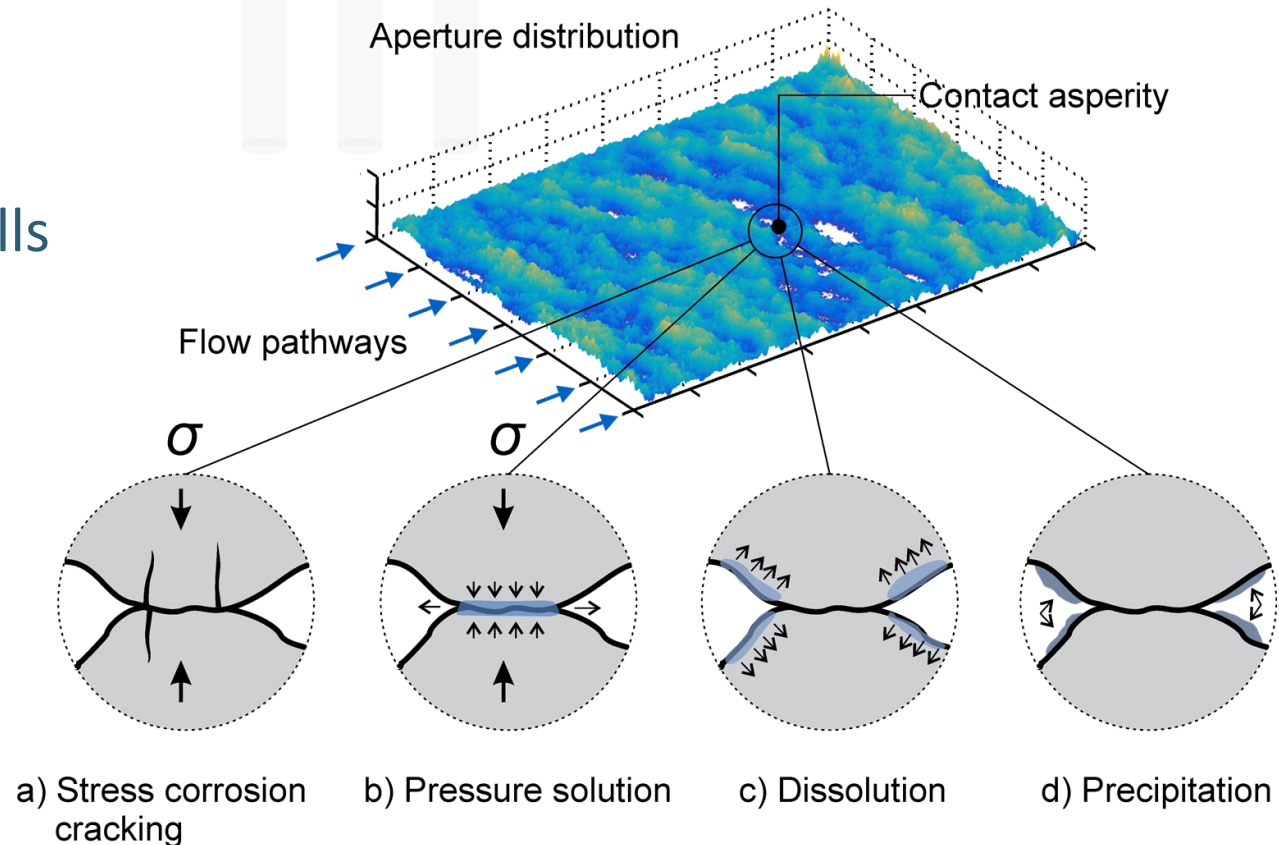 Aperture distribution
Contact asperity
lls
Flow pathways
σ
σ
a) Stress corrosion
cracking
b) Pressure solution
c) Dissolution
d) Precipitation